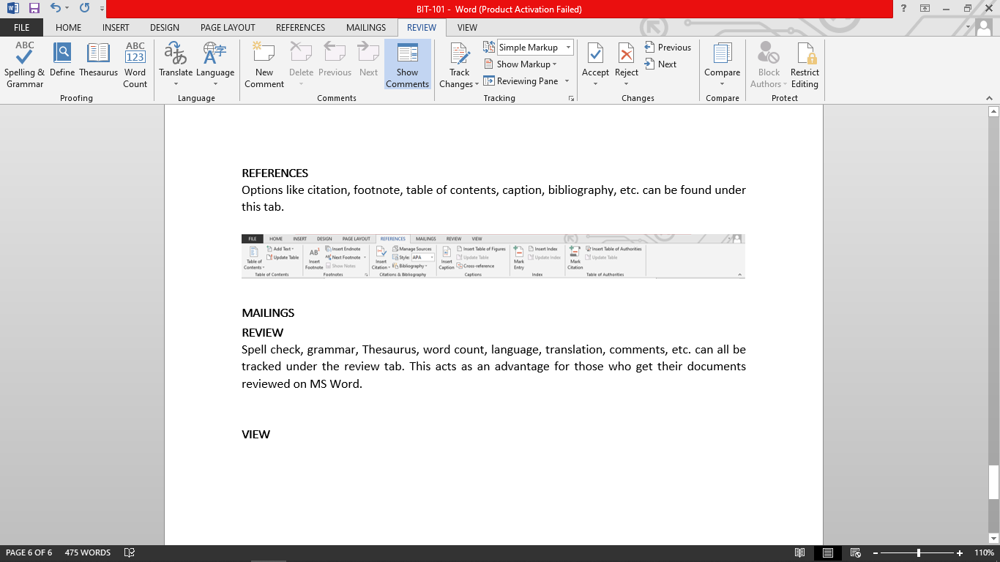 BIT-101 - Word (Product Activation Failed)
FILE HOME INSERT DESIGN PAGE LAYOUT REFERENCES MAILINGS REVIEW VIEW
ABC Spelling & Grammar
Define
Thesaurus
ABC 123 Word Count
Proofing
Translate
Language
Language
New Comment
Delete
Previous
Next
Show Comments
Comments
Track Changes
Simple Markup
Show Markup
Reviewing Pane
Tracking
Accept
Reject
Previous
Next
Changes
Compare
Compare
Block Authors
Restrict Editing
Protect
REFERENCES
Options like citation, footnote, table of contents, caption, bibliography, etc. can be found under
this tab.
FILE HOME INSERT DESIGN PAGE LAYOUT REFERENCES MAILINGS REVIEW VIEW
Table of Contents
Add Text
Update Table
Table of Contents
AB1 Insert Footnote
Insert Endnote
Next Footnote
Show Notes
Footnotes
Insert Citation
Manage Sources
Style: APA
Bibliography
Citations & Bibliography
Insert Caption
Insert Table of Figures
Update Table
Cross-reference
Captions
Mark Entry
Insert Index
Update Index
Index
Mark Citation
Insert Table of Authorities
Update Table
Table of Authorities
MAILINGS
REVIEW
Spell check, grammar, Thesaurus, word count, language, translation, comments, etc. can all be
tracked under the review tab. This acts as an advantage for those who get their documents
reviewed on MS Word.
VIEW
PAGE 6 OF 6 475 WORDS 110%